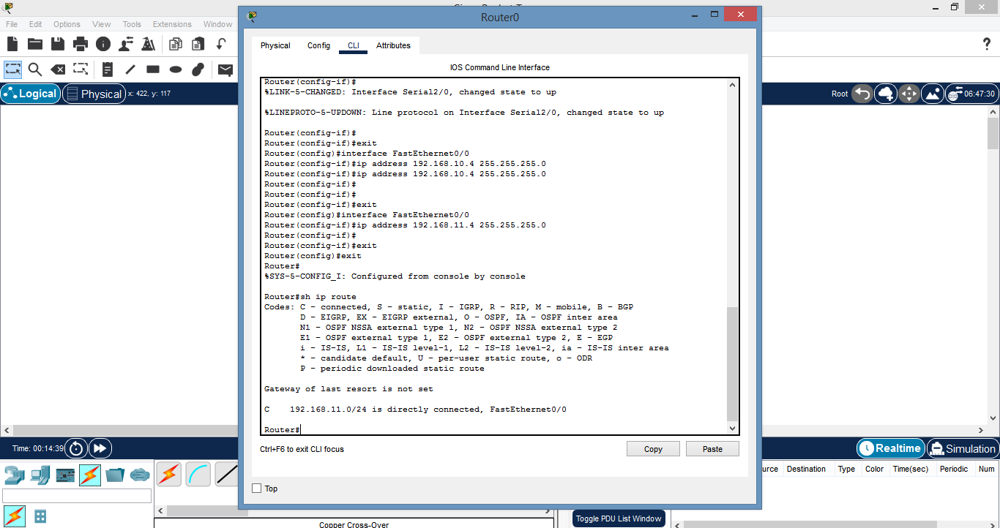 Router0
File Edit Options View Tools Extensions Window
?
Physical Config CLI Attributes
IOS Command Line Interface
Logical Physical x: 422, y: 117
Root 06:47:30
Router(config-if)#
%LINK-5-CHANGED: Interface Serial2/0, changed state to up
%LINEPROTO-5-UPDOWN: Line protocol on Interface Serial2/0, changed state to up
Router(config-if)#
Router(config-if)#exit
Router(config)#interface FastEthernet0/0
Router(config-if)#ip address 192.168.10.4 255.255.255.0
Router(config-if)#ip address 192.168.10.4 255.255.255.0
Router(config-if)#
Router(config-if)#
Router(config-if)#exit
Router(config)#interface FastEthernet0/0
Router(config-if)#ip address 192.168.11.4 255.255.255.0
Router(config-if)#
Router(config-if)#exit
Router(config)#exit
Router#
%SYS-5-CONFIG_I: Configured from console by console
Router#sh ip route
Codes: C - connected, S - static, I - IGRP, R - RIP, M - mobile, B - BGP
D - EIGRP, EX - EIGRP external, O - OSPF, IA - OSPF inter area
N1 - OSPF NSSA external type 1, N2 - OSPF NSSA external type 2
E1 - OSPF external type 1, E2 - OSPF external type 2, E - EGP
i - IS-IS, L1 - IS-IS level-1, L2 - IS-IS level-2, ia - IS-IS inter area
* - candidate default, U - per-user static route, o - ODR
P - periodic downloaded static route
Gateway of last resort is not set
C 192.168.11.0/24 is directly connected, FastEthernet0/0
Router#
Ctrl+F6 to exit CLI focus
Copy Paste
Top
Time: 00:14:39
Realtime Simulation
urce Destination Type Color Time(sec) Periodic Num
Toggle PDU List Window
Copper Cross-Over